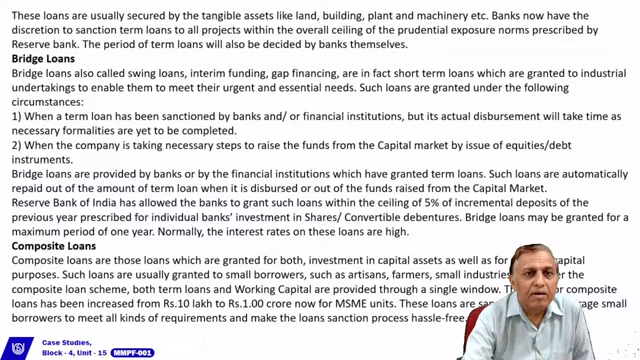 These loans are usually secured by the tangible assets like land, building, plant and machinery etc. Banks now have the
discretion to sanction term loans to all projects within the overall ceiling of the prudential exposure norms prescribed by
Reserve bank. The period of term loans will also be decided by banks themselves.
Bridge Loans
Bridge loans also called swing loans, interim funding, gap financing, are in fact short term loans which are granted to industrial
undertakings to enable them to meet their urgent and essential needs. Such loans are granted under the following
circumstances:
1) When a term loan has been sanctioned by banks and/ or financial institutions, but its actual disbursement will take time as
necessary formalities are yet to be completed.
2) When the company is taking necessary steps to raise the funds from the Capital market by issue of equities/debt
instruments.
Bridge loans are provided by banks or by the financial institutions which have granted term loans. Such loans are automatically
repaid out of the amount of term loan when it is disbursed or out of the funds raised from the Capital Market.
Reserve Bank of India has allowed the banks to grant such loans within the ceiling of 5% of incremental deposits of the
previous year prescribed for individual banks' investment in Shares/ Convertible debentures. Bridge loans may be granted for a
maximum period of one year. Normally, the interest rates on these loans are high.
Composite Loans
Composite loans are those loans which are granted for both, investment in capital assets as well as for capital
purposes. Such loans are usually granted to small borrowers, such as artisans, farmers, small industries the
composite loan scheme, both term loans and Working Capital are provided through a single window. composite
loans has been increased from Rs.10 lakh to Rs.1.00 crore now for MSME units. These loans are small
borrowers to meet all kinds of requirements and make the loans sanction process hassle-free.
Case Studies,
Block - 4, Unit - 15 MMPF-001